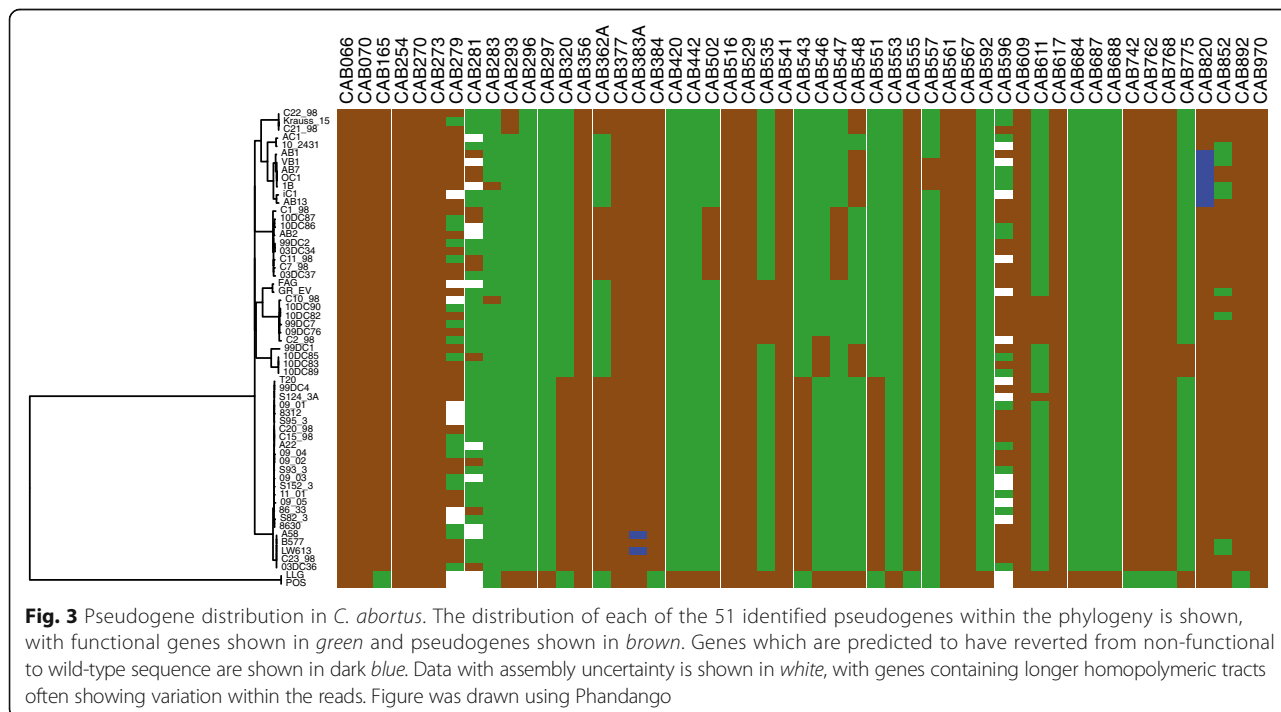 CAB066
CAB070
CAB165
CAB254
CAB270
CAB273
CAB279
CAB281
CAB283
CAB293
CAB296
CAB297
CAB320
CAB356
CAB362A
CAB377
CAB383A
CAB384
CAB420
CAB442
CAB502
CAB516
CAB529
CAB535
CAB541
CAB543
CAB546
CAB547
CAB548
CAB551
CAB553
CAB555
CAB557
CAB561
CAB567
CAB592
CAB596
CAB609
CAB611
CAB617
CAB684
CAB687
CAB688
CAB742
CAB762
CAB768
CAB775
CAB820
CAB852
CAB892
CAB970
C22_98
Krauss_15
C21_98
AC1
10_2431
AB1
VB1
AB7
OC1
1B
iC1
AB13
C1_98
10DC87
10DC86
AB2
99DC2
03DC34
C11_98
C7_98
03DC37
FAG
GR_EV
C10_98
10DC90
10DC82
99DC7
09DC76
C2_98
99DC1
10DC85
10DC83
10DC89
T20
99DC4
S124_3A
09_01
8312
S95_3
C20_98
C15_98
A22
09_04
09_02
S93_3
09_03
S152_3
11_01
09_05
86_33
S82_3
8630
A58
B577
LW613
C23_98
03DC36
LLG
POS
Fig. 3 Pseudogene distribution in C. abortus. The distribution of each of the 51 identified pseudogenes within the phylogeny is shown,
with functional genes shown in green and pseudogenes shown in brown. Genes which are predicted to have reverted from non-functional
to wild-type sequence are shown in dark blue. Data with assembly uncertainty is shown in white, with genes containing longer homopolymeric tracts
often showing variation within the reads. Figure was drawn using Phandango